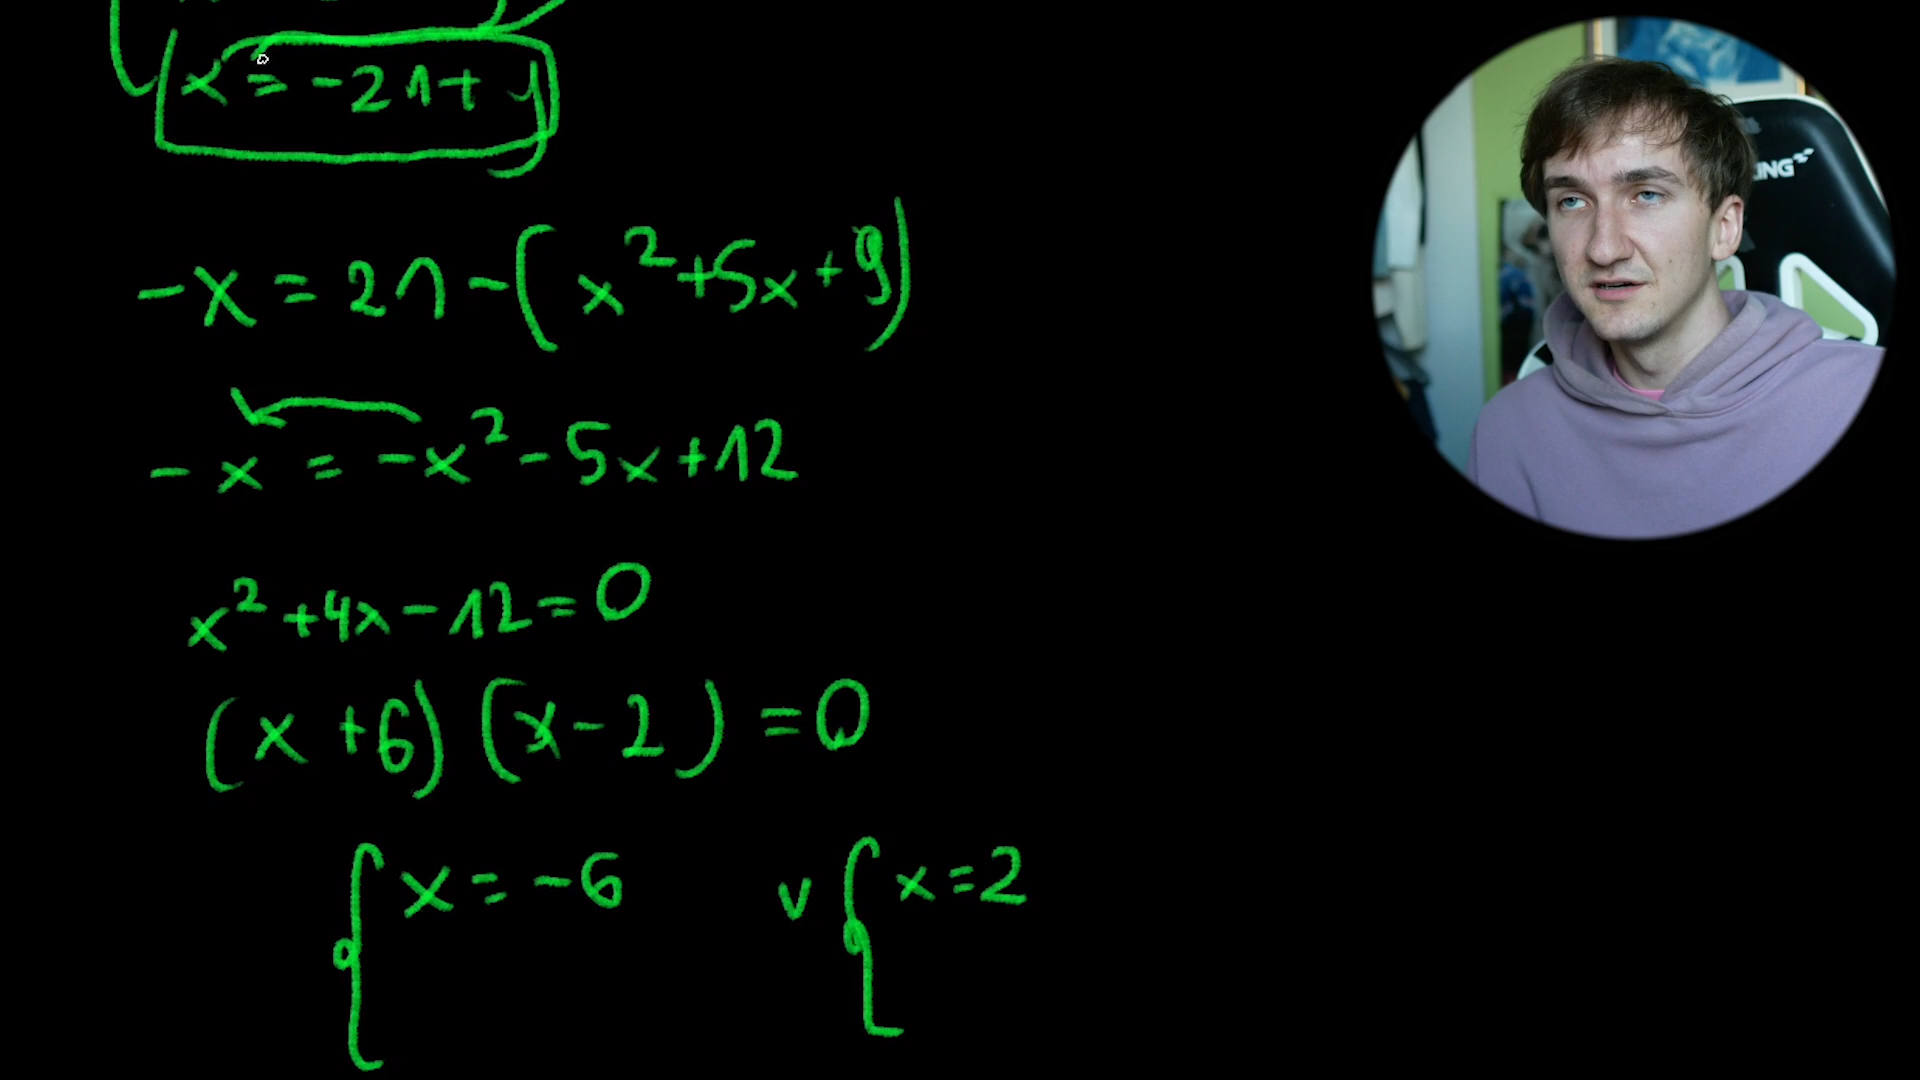 x = -21 + y
-x = 21 - (x² + 5x + 9)
-x = -x² - 5x + 12
x² + 4x - 12 = 0
(x + 6) (x - 2) = 0
x = -6 v x = 2